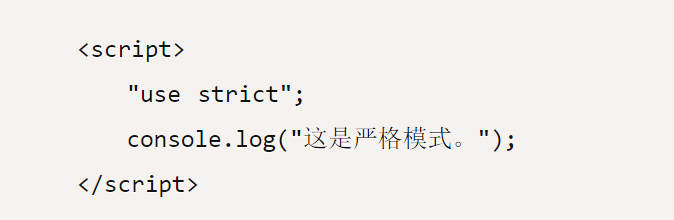 <script>
"use strict";
console.log("这是严格模式。");
</script>